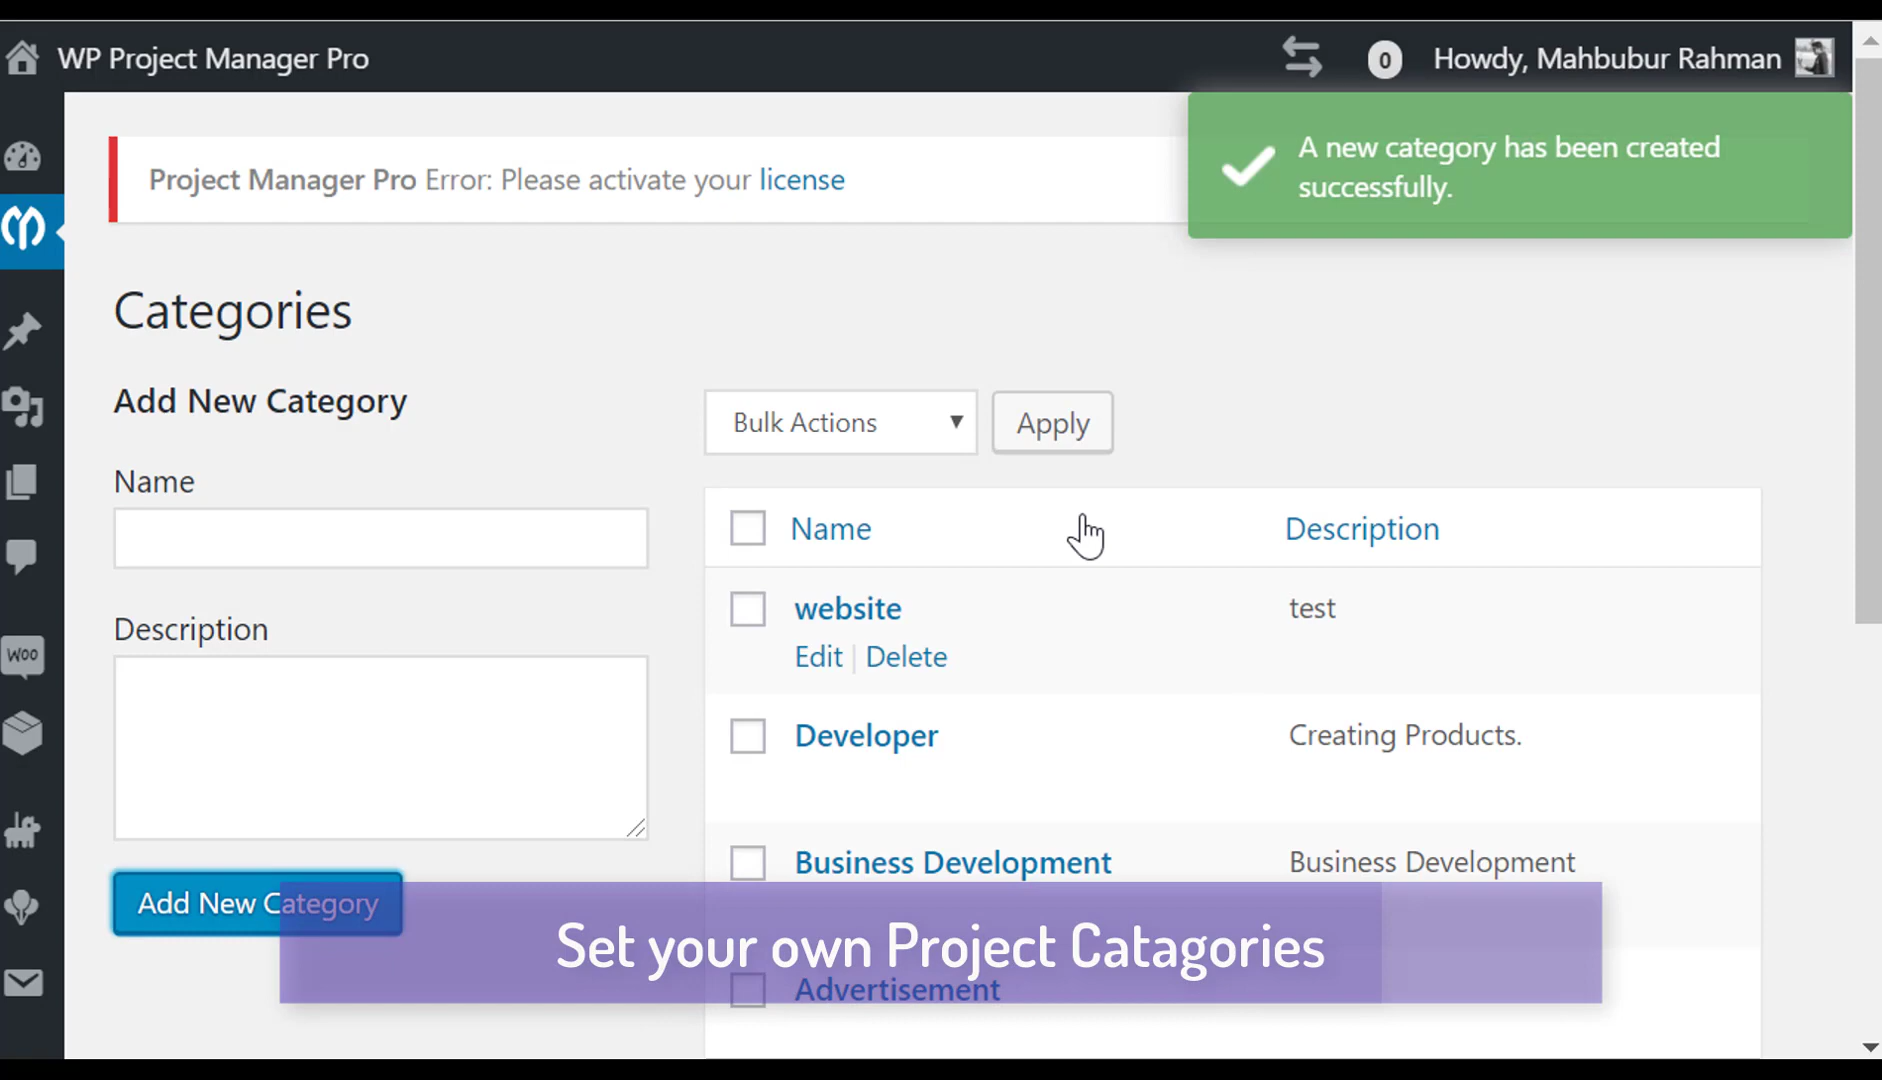 WP Project Manager Pro
0
Howdy, Mahbubur Rahman
A new category has been created
successfully.
Project Manager Pro Error: Please activate your license
Categories
Add New Category
Name
Description
Add New Category
Bulk Actions
Apply
Name Description
website test
Edit | Delete
Developer Creating Products.
Business Development Business Development
Advertisement
Set your own Project Catagories
WOO